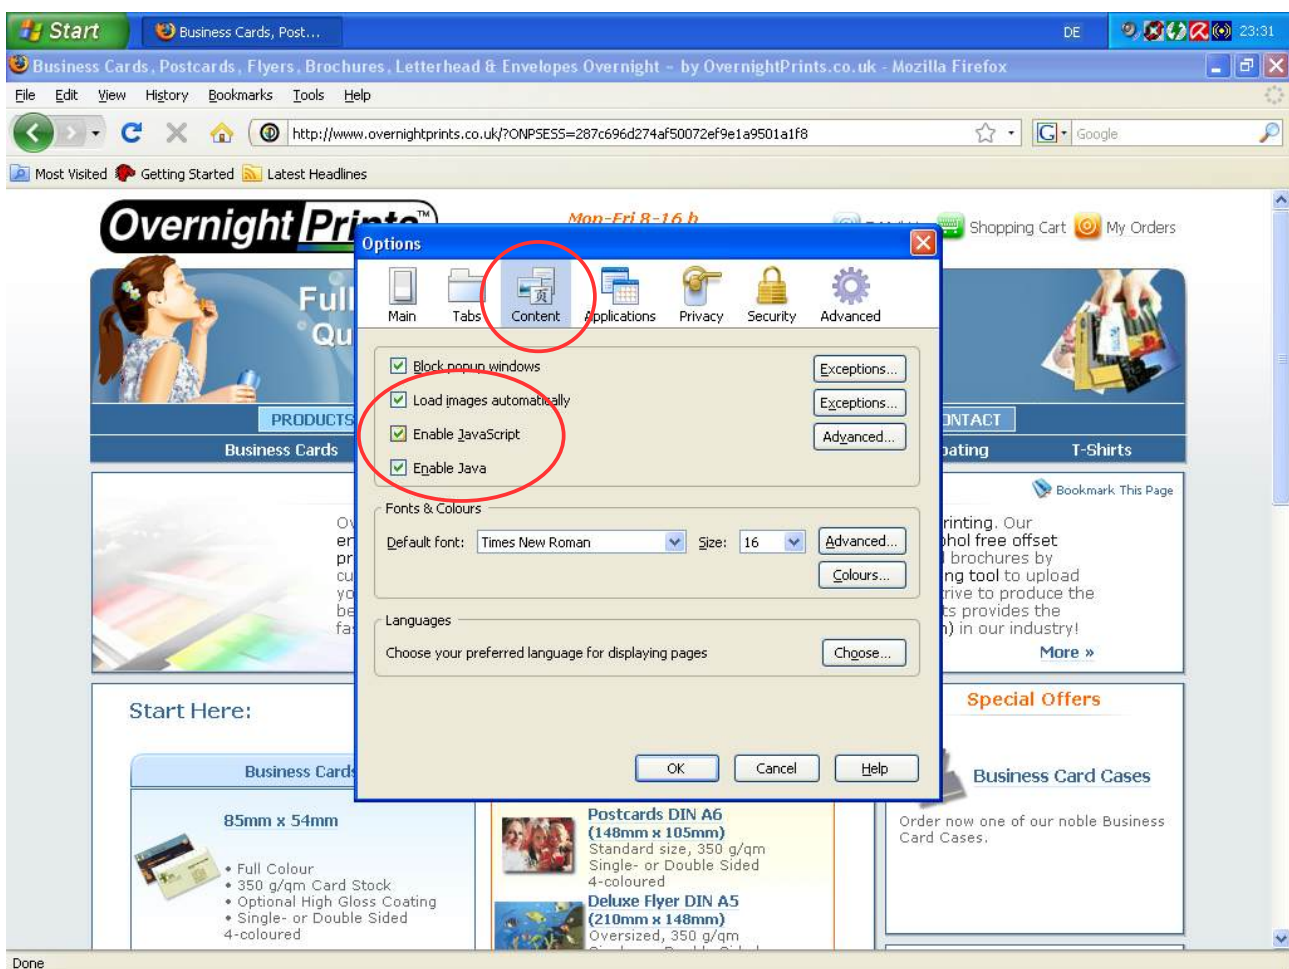 Start
Business Cards, Post...
DE
23:31
Business Cards, Postcards, Flyers, Brochures, Letterhead & Envelopes Overnight - by OvernightPrints.co.uk - Mozilla Firefox
File Edit View History Bookmarks Tools Help
http://www.overnightprints.co.uk/?ONPSESS=287c696d274af50072ef9e1a9501a1f8
Google
Most Visited Getting Started Latest Headlines
Overnight Prints™
Mon-Fri 8-16 h
Shopping Cart My Orders
Options
Main Tabs Content Applications Privacy Security Advanced
页
Block popup windows Exceptions...
Load images automatically Exceptions...
Enable JavaScript Advanced...
Enable Java
Fonts & Colours
Default font: Times New Roman Size: 16 Advanced...
Colours...
Languages
Choose your preferred language for displaying pages Choose...
OK Cancel Help
Full
Qu
PRODUCTS
Business Cards
T-Shirts
Bookmark This Page
rinting. Our
ohol free offset
brochures by
ng tool to upload
rive to produce the
ts provides the
) in our industry!
More »
Start Here:
Business Cards
85mm x 54mm
• Full Colour
• 350 g/qm Card Stock
• Optional High Gloss Coating
• Single- or Double Sided
4-coloured
Postcards DIN A6
(148mm x 105mm)
Standard size, 350 g/qm
Single- or Double Sided
4-coloured
Deluxe Flyer DIN A5
(210mm x 148mm)
Oversized, 350 g/qm
Special Offers
Business Card Cases
Order now one of our noble Business
Card Cases.
Done